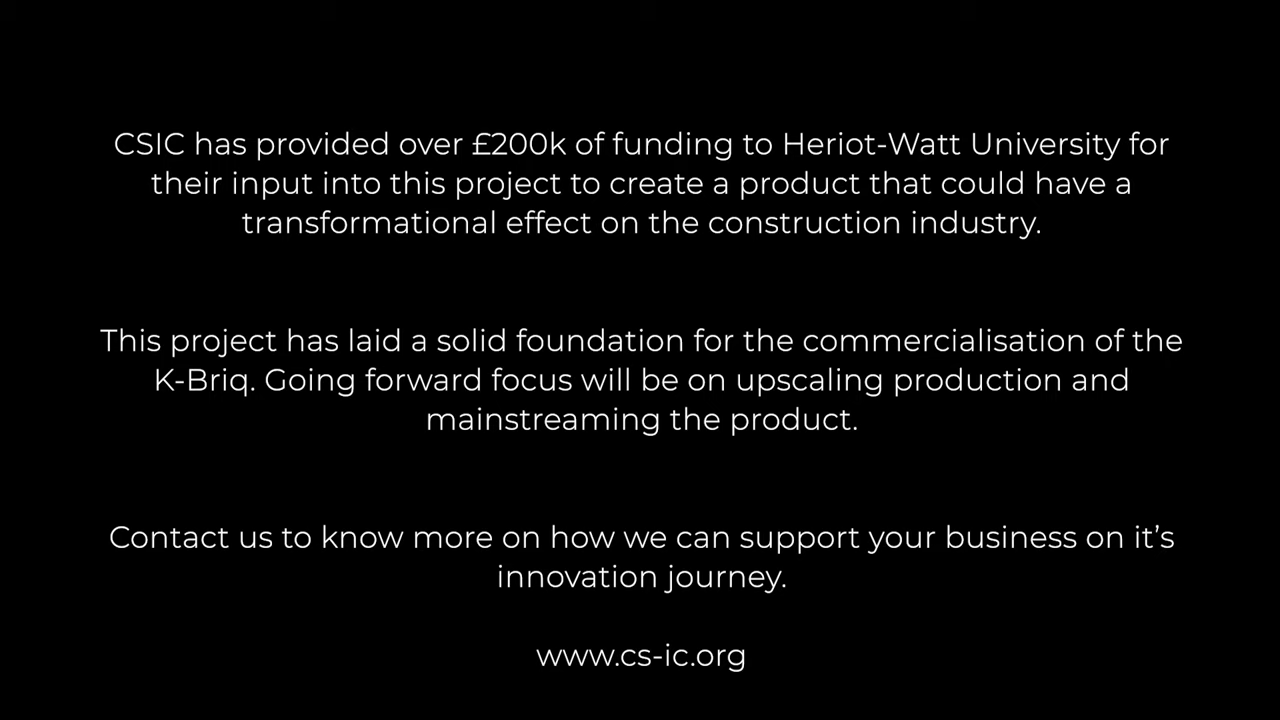 CSIC has provided over £200k of funding to Heriot-Watt University for
their input into this project to create a product that could have a
transformational effect on the construction industry.
This project has laid a solid foundation for the commercialisation of the
K-Briq. Going forward focus will be on upscaling production and
mainstreaming the product.
Contact us to know more on how we can support your business on it’s
innovation journey.
www.cs-ic.org